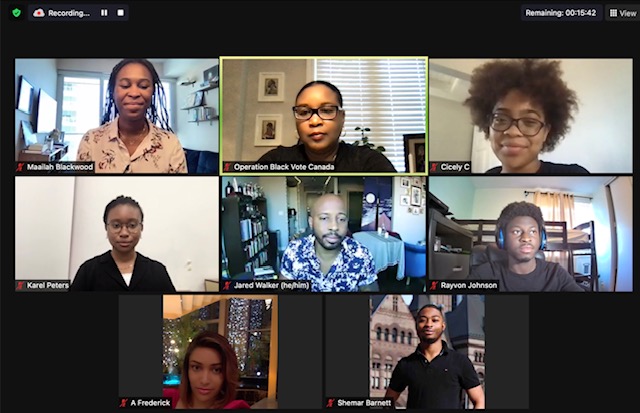 Recording...
Remaining: 00:15:42
View
Maailah Blackwood
Operation Black Vote Canada
Cicely C
Karel Peters
Jared Walker (he/him)
Rayvon Johnson
A Frederick
Shemar Barnett